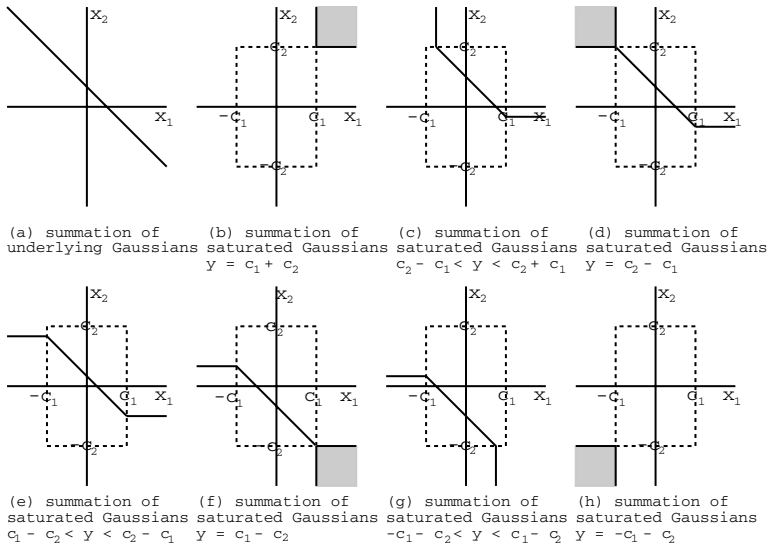 x₂
x₁
(a) summation of
underlying Gaussians
x₂
c₂
-c₁ c₁ x₁
-c₂
(b) summation of
saturated Gaussians
y = c₁ + c₂
x₂
c₂
-c₁ c₁ x₁
-c₂
(c) summation of
saturated Gaussians
c₂ - c₁ < y < c₂ + c₁
x₂
c₂
-c₁ c₁ x₁
-c₂
(d) summation of
saturated Gaussians
y = c₂ - c₁
x₂
c₂
-c₁ c₁ x₁
-c₂
(e) summation of
saturated Gaussians
c₁ - c₂ < y < c₂ - c₁
x₂
c₂
-c₁ c₁ x₁
-c₂
(f) summation of
saturated Gaussians
y = c₁ - c₂
x₂
c₂
-c₁ c₁ x₁
-c₂
(g) summation of
saturated Gaussians
-c₁ - c₂ < y < c₁ - c₂
x₂
c₂
-c₁ c₁ x₁
-c₂
(h) summation of
saturated Gaussians
y = -c₁ - c₂